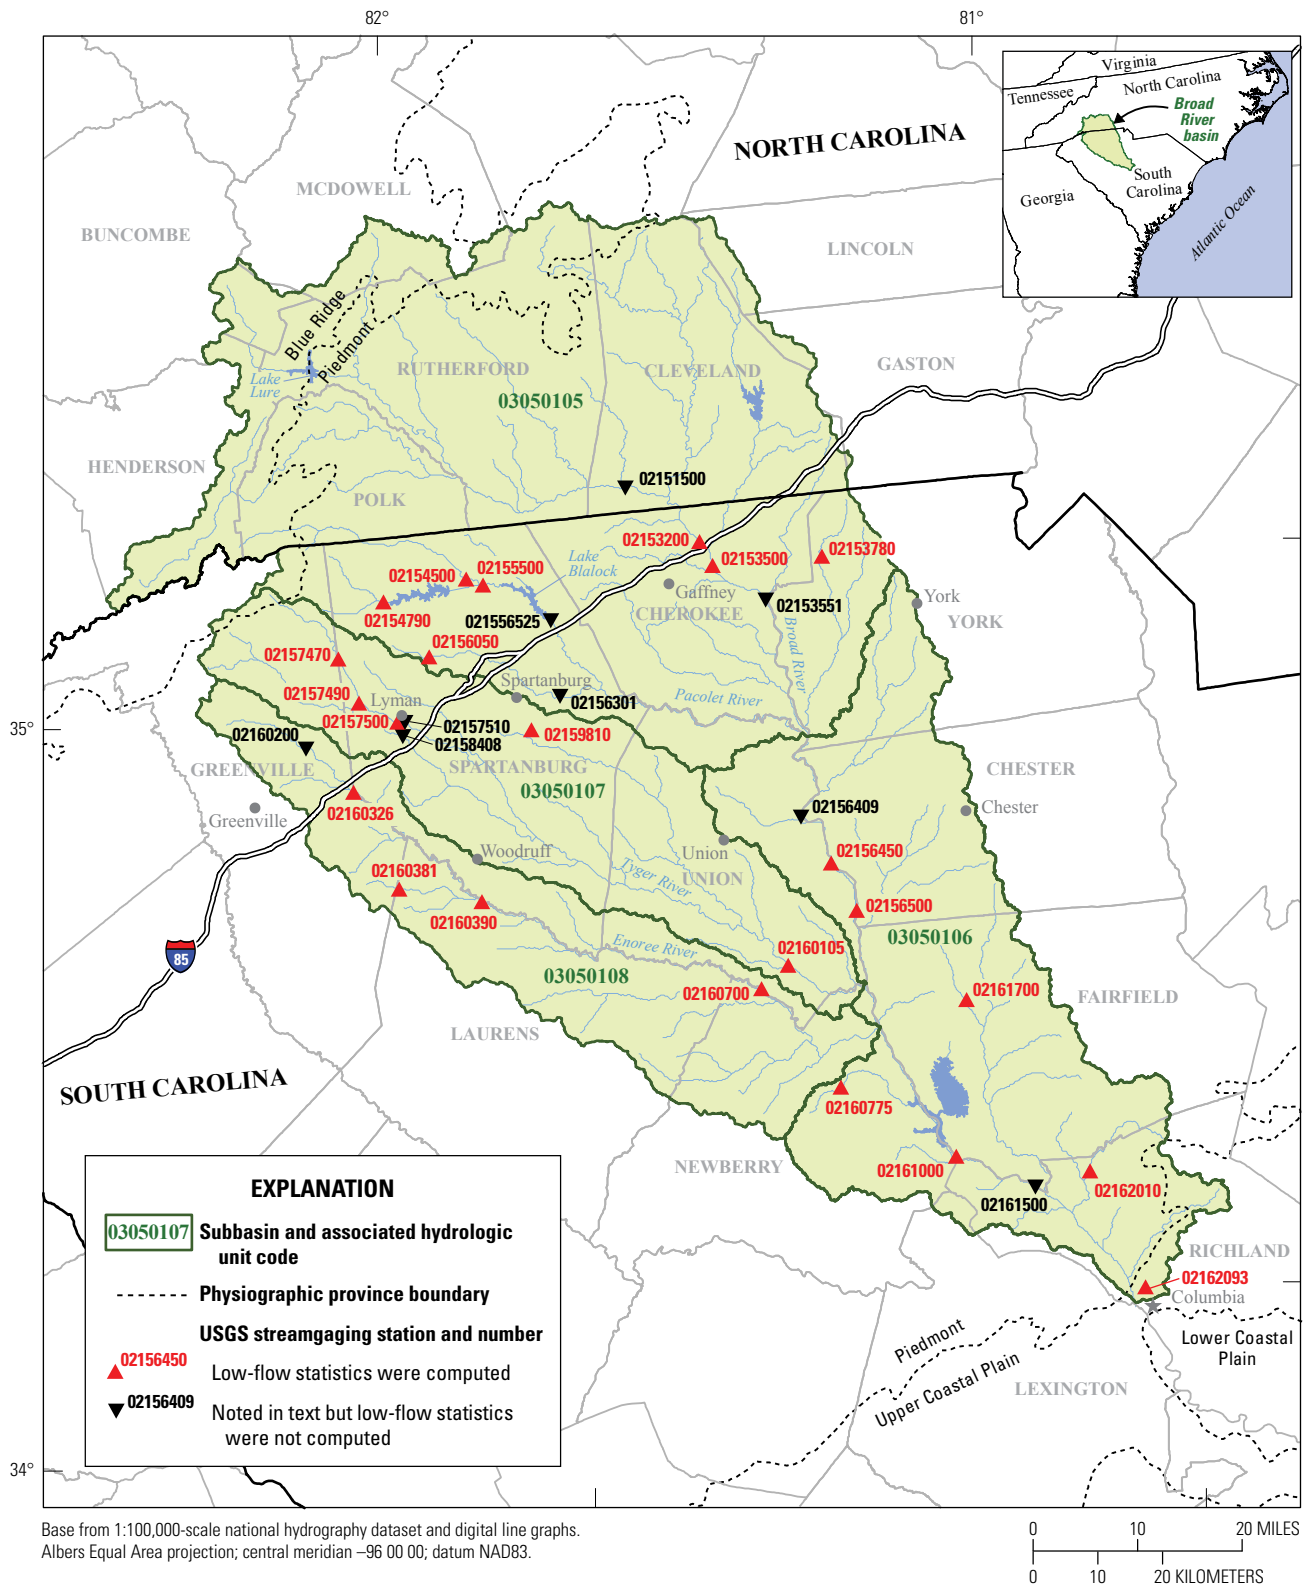 82°
81°
Virginia
Tennessee
North Carolina
Broad
River
basin
South
Carolina
Georgia
Atlantic Ocean
NORTH CAROLINA
MCDOWELL
BUNCOMBE
LINCOLN
Blue Ridge
Piedmont
Lake
Lure
RUTHERFORD
CLEVELAND
GASTON
03050105
HENDERSON
POLK
02151500
02153200
02153500
02153780
Lake
Blalock
02154500
02155500
Gaffney
CHEROKEE
02153551
York
YORK
02154790
021556525
02156050
Broad River
02157470
Spartanburg
02156301
Pacolet River
02157490
Lyman
02157500
02157510
02158408
02159810
35°
02160200
GREENVILLE
SPARTANBURG
03050107
CHESTER
Greenville
02160326
02156409
Chester
Woodruff
Union
UNION
02156450
Tyger River
02160381
02160390
02156500
03050106
Enoree River
02160105
03050108
02160700
02161700
FAIRFIELD
LAURENS
85
SOUTH CAROLINA
02160775
NEWBERRY
02161000
02161500
02162010
RICHLAND
02162093
Columbia
Piedmont
Upper Coastal Plain
Lower Coastal
Plain
LEXINGTON
34°
EXPLANATION
03050107
Subbasin and associated hydrologic
unit code
Physiographic province boundary
USGS streamgaging station and number
02156450
Low-flow statistics were computed
02156409
Noted in text but low-flow statistics
were not computed
Base from 1:100,000-scale national hydrography dataset and digital line graphs.
Albers Equal Area projection; central meridian –96 00 00; datum NAD83.
0 10 20 MILES
0 10 20 KILOMETERS